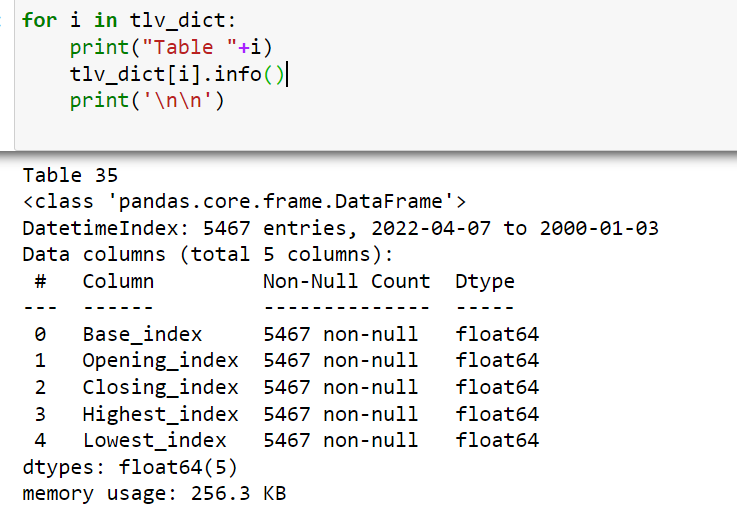 for i in tlv_dict:
    print("Table "+i)
    tlv_dict[i].info()
    print('\n\n')
Table 35
<class 'pandas.core.frame.DataFrame'>
DatetimeIndex: 5467 entries, 2022-04-07 to 2000-01-03
Data columns (total 5 columns):
 #   Column         Non-Null Count  Dtype
---  ------         --------------  -----
 0   Base_index     5467 non-null   float64
 1   Opening_index  5467 non-null   float64
 2   Closing_index  5467 non-null   float64
 3   Highest_index  5467 non-null   float64
 4   Lowest_index   5467 non-null   float64
dtypes: float64(5)
memory usage: 256.3 KB